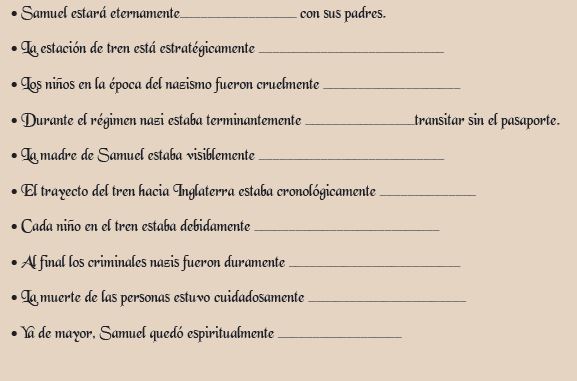 • Samuel estará eternamente_______________ con sus padres.
• La estación de tren está estratégicamente ________________________
• Los niños en la época del nazismo fueron cruelmente __________________
• Durante el régimen nazi estaba terminantemente ______________transitar sin el pasaporte.
• La madre de Samuel estaba visiblemente ________________________
• El trayecto del tren hacia Inglaterra estaba cronológicamente ____________
• Cada niño en el tren estaba debidamente ________________________
• Al final los criminales nazis fueron duramente ______________________
• La muerte de las personas estuvo cuidadosamente ____________________
• Ya de mayor, Samuel quedó espiritualmente ________________